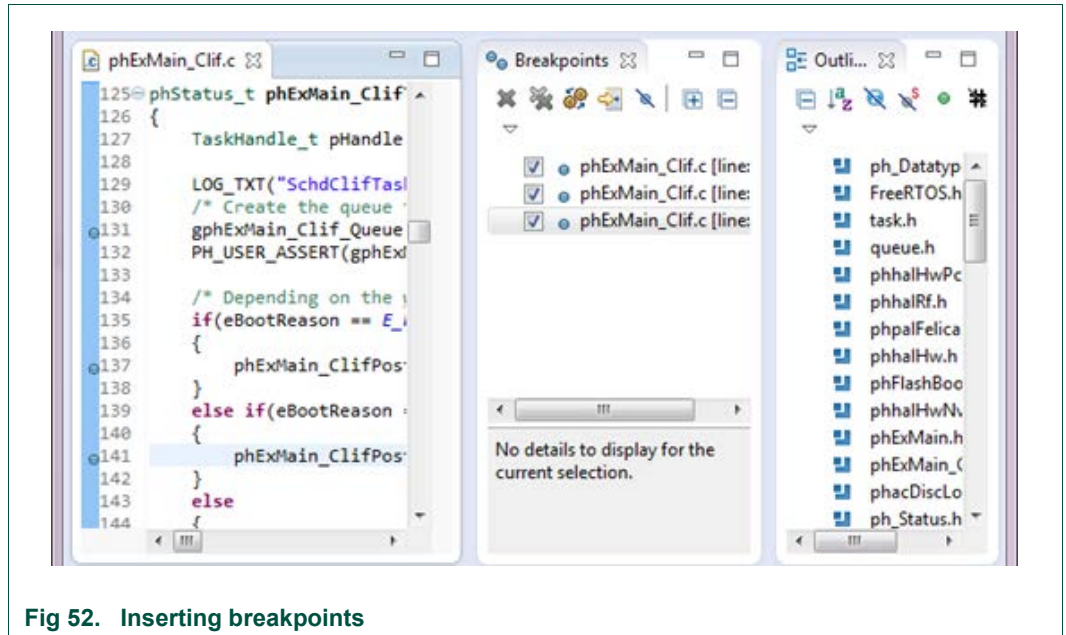 phExMain_Clif.c
125 phStatus_t phExMain_Clif
126 {
127 TaskHandle_t pHandle
128
129 LOG_TXT("SchdClifTas
130 /* Create the queue
131 gphExMain_Clif_Queue
132 PH_USER_ASSERT(gphEx
133
134 /* Depending on the
135 if(eBootReason == E_
136 {
137 phExMain_ClifPos
138 }
139 else if(eBootReason =
140 {
141 phExMain_ClifPos
142 }
143 else
144 {
Breakpoints
phExMain_Clif.c [line:
phExMain_Clif.c [line:
phExMain_Clif.c [line:
No details to display for the
current selection.
Outli...
ph_Datatyp
FreeRTOS.h
task.h
queue.h
phhalHwPc
phhalRf.h
phpalFelica
phhalHw.h
phFlashBoo
phhalHwNv
phExMain.h
phExMain_C
phacDiscLo
ph_Status.h
Fig 52. Inserting breakpoints